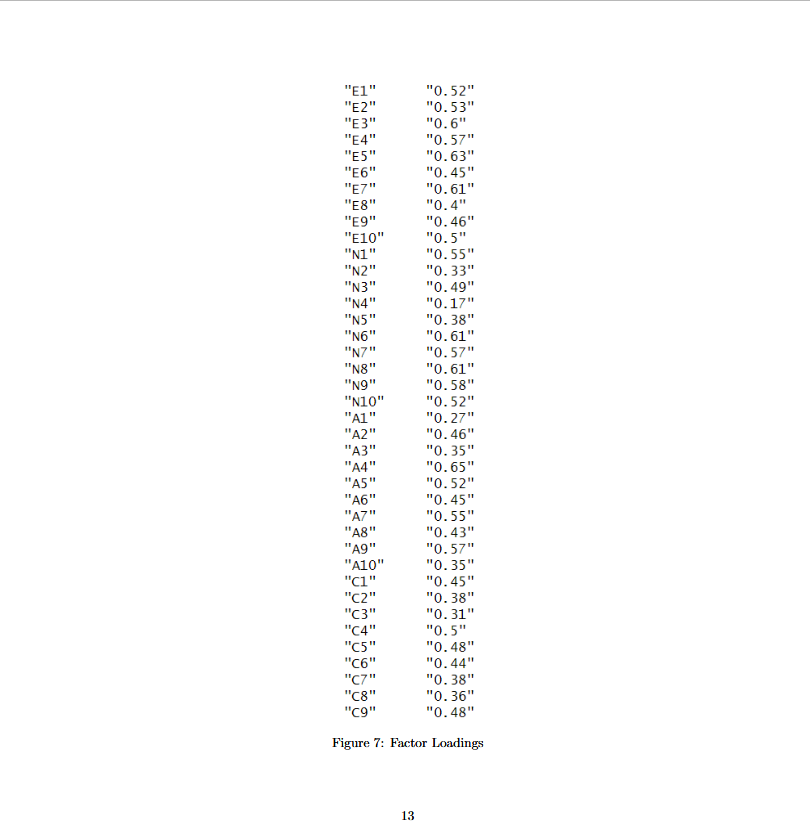 "E1" "0.52"
"E2" "0.53"
"E3" "0.6"
"E4" "0.57"
"E5" "0.63"
"E6" "0.45"
"E7" "0.61"
"E8" "0.4"
"E9" "0.46"
"E10" "0.5"
"N1" "0.55"
"N2" "0.33"
"N3" "0.49"
"N4" "0.17"
"N5" "0.38"
"N6" "0.61"
"N7" "0.57"
"N8" "0.61"
"N9" "0.58"
"N10" "0.52"
"A1" "0.27"
"A2" "0.46"
"A3" "0.35"
"A4" "0.65"
"A5" "0.52"
"A6" "0.45"
"A7" "0.55"
"A8" "0.43"
"A9" "0.57"
"A10" "0.35"
"C1" "0.45"
"C2" "0.38"
"C3" "0.31"
"C4" "0.5"
"C5" "0.48"
"C6" "0.44"
"C7" "0.38"
"C8" "0.36"
"C9" "0.48"
Figure 7: Factor Loadings
13